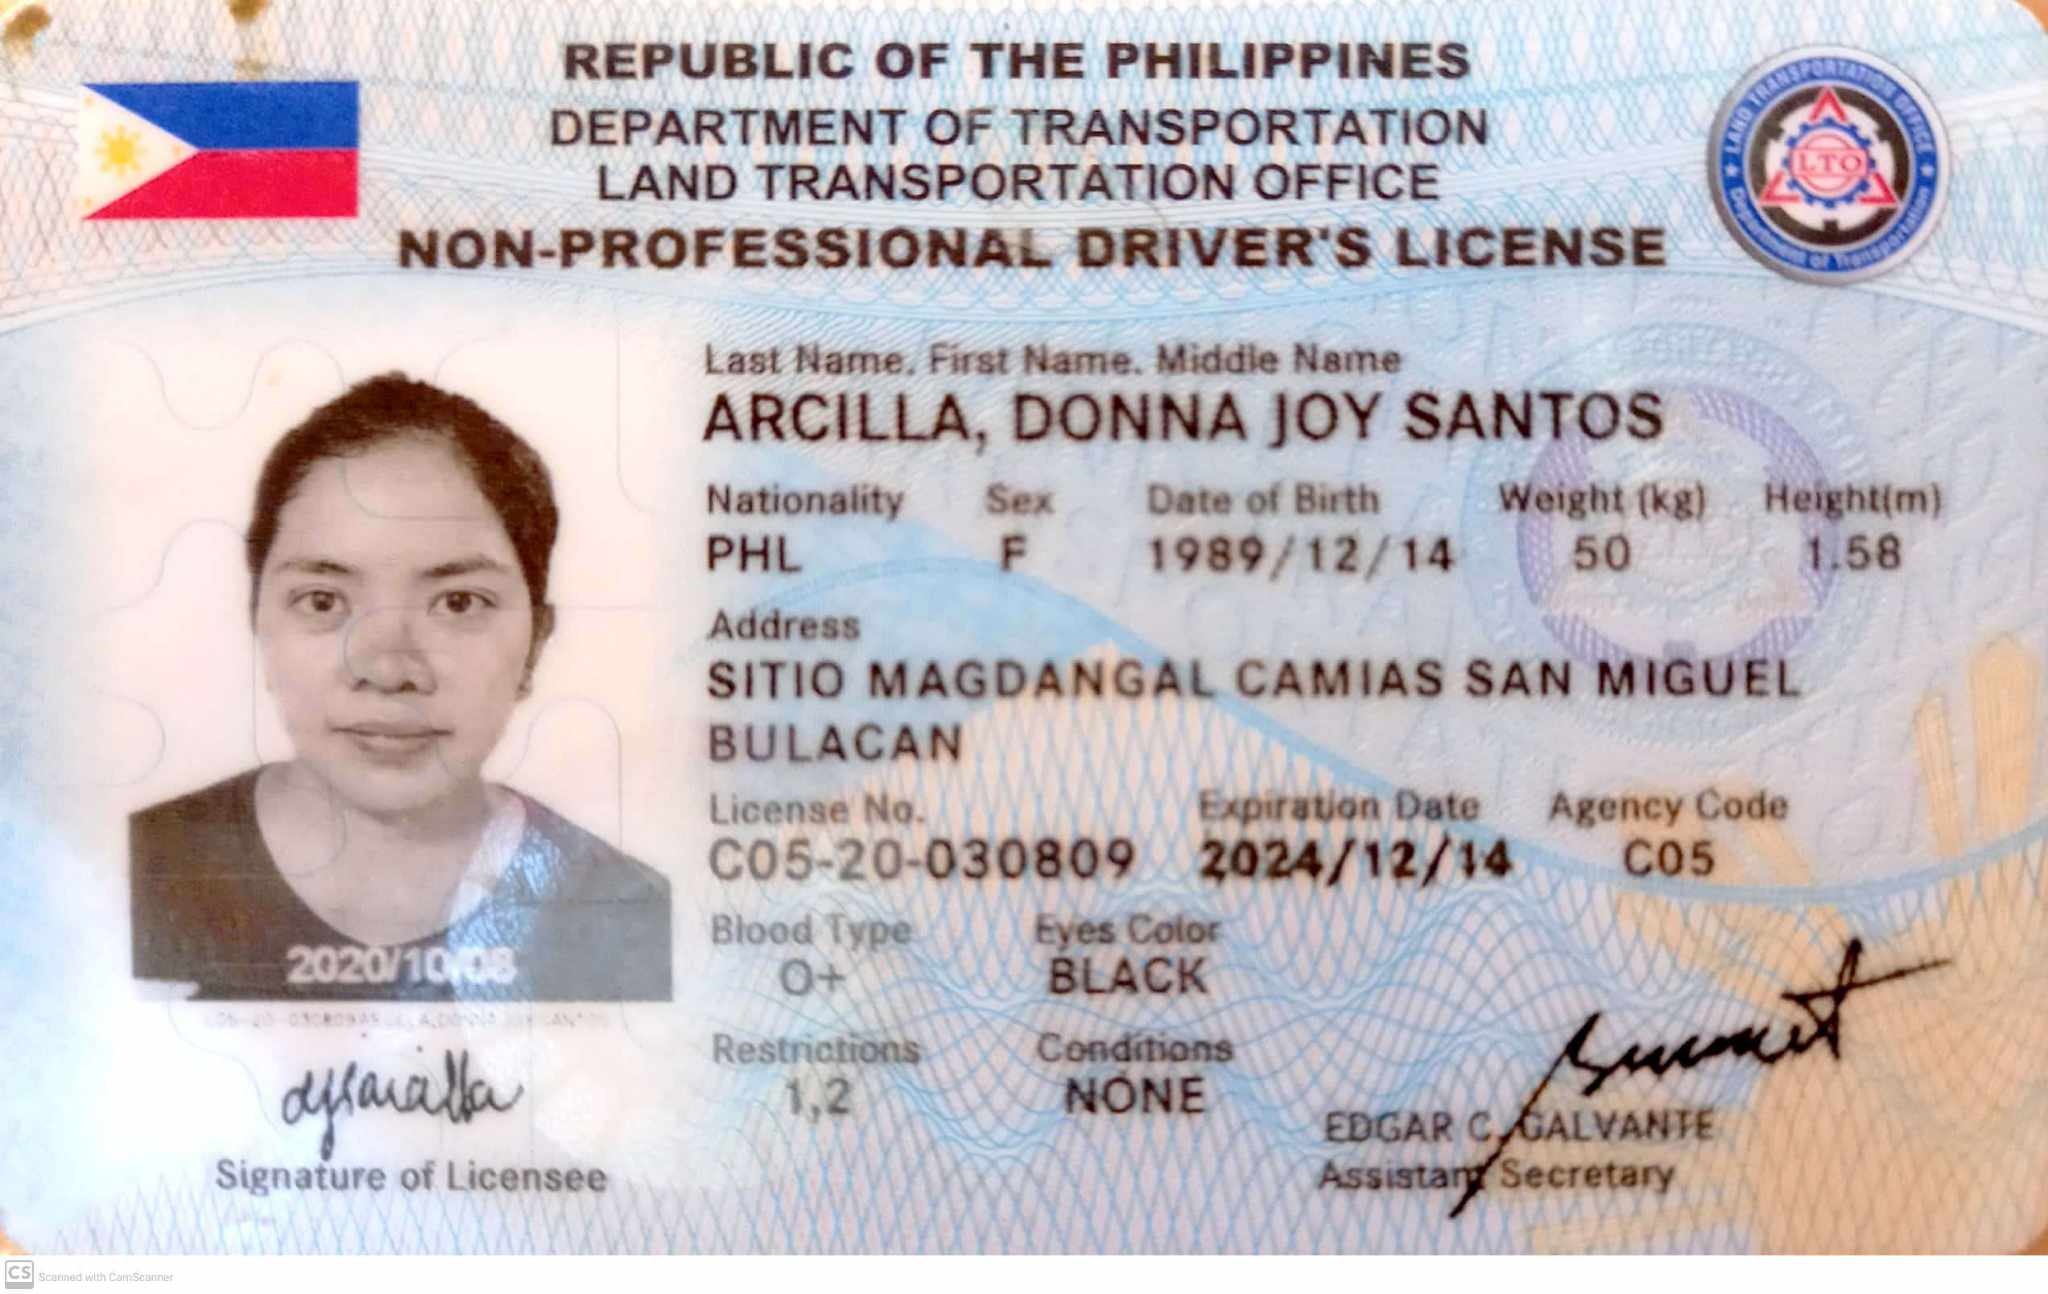 REPUBLIC OF THE PHILIPPINES
DEPARTMENT OF TRANSPORTATION
LAND TRANSPORTATION OFFICE
NON-PROFESSIONAL DRIVER'S LICENSE
LAND TRANSPORTATION OFFICE
LTO
Department of Transportation
Last Name. First Name. Middle Name
ARCILLA, DONNA JOY SANTOS
Nationality Sex Date of Birth Weight (kg) Height(m)
PHL F 1989/12/14 50 1.58
Address
SITIO MAGDANGAL CAMIAS SAN MIGUEL
BULACAN
License No. Expiration Date Agency Code
C05-20-030809 2024/12/14 C05
Blood Type Eyes Color
O+ BLACK
Restrictions Conditions
1,2 NONE
2020/10/08
Signature of Licensee
EDGAR C. GALVANTE
Assistant Secretary
CS Scanned with CamScanner